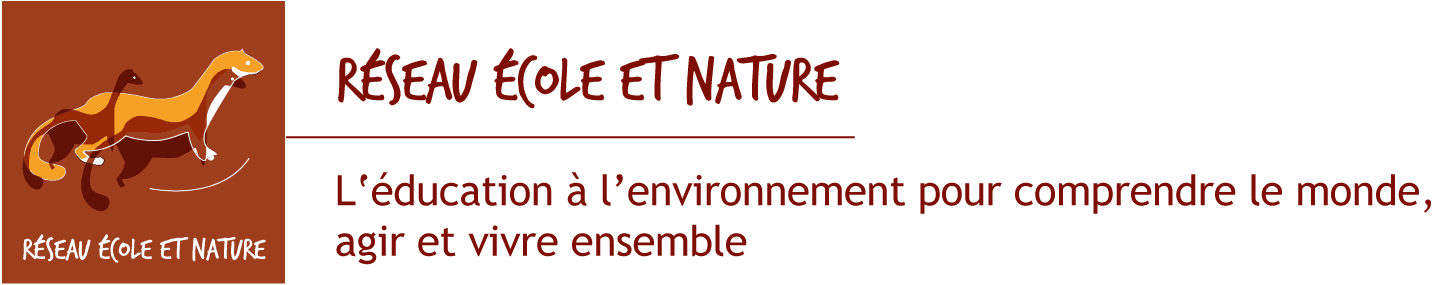 RÉSEAU ÉCOLE ET NATURE
RÉSEAU ÉCOLE ET NATURE
L‘éducation à l’environnement pour comprendre le monde,
agir et vivre ensemble